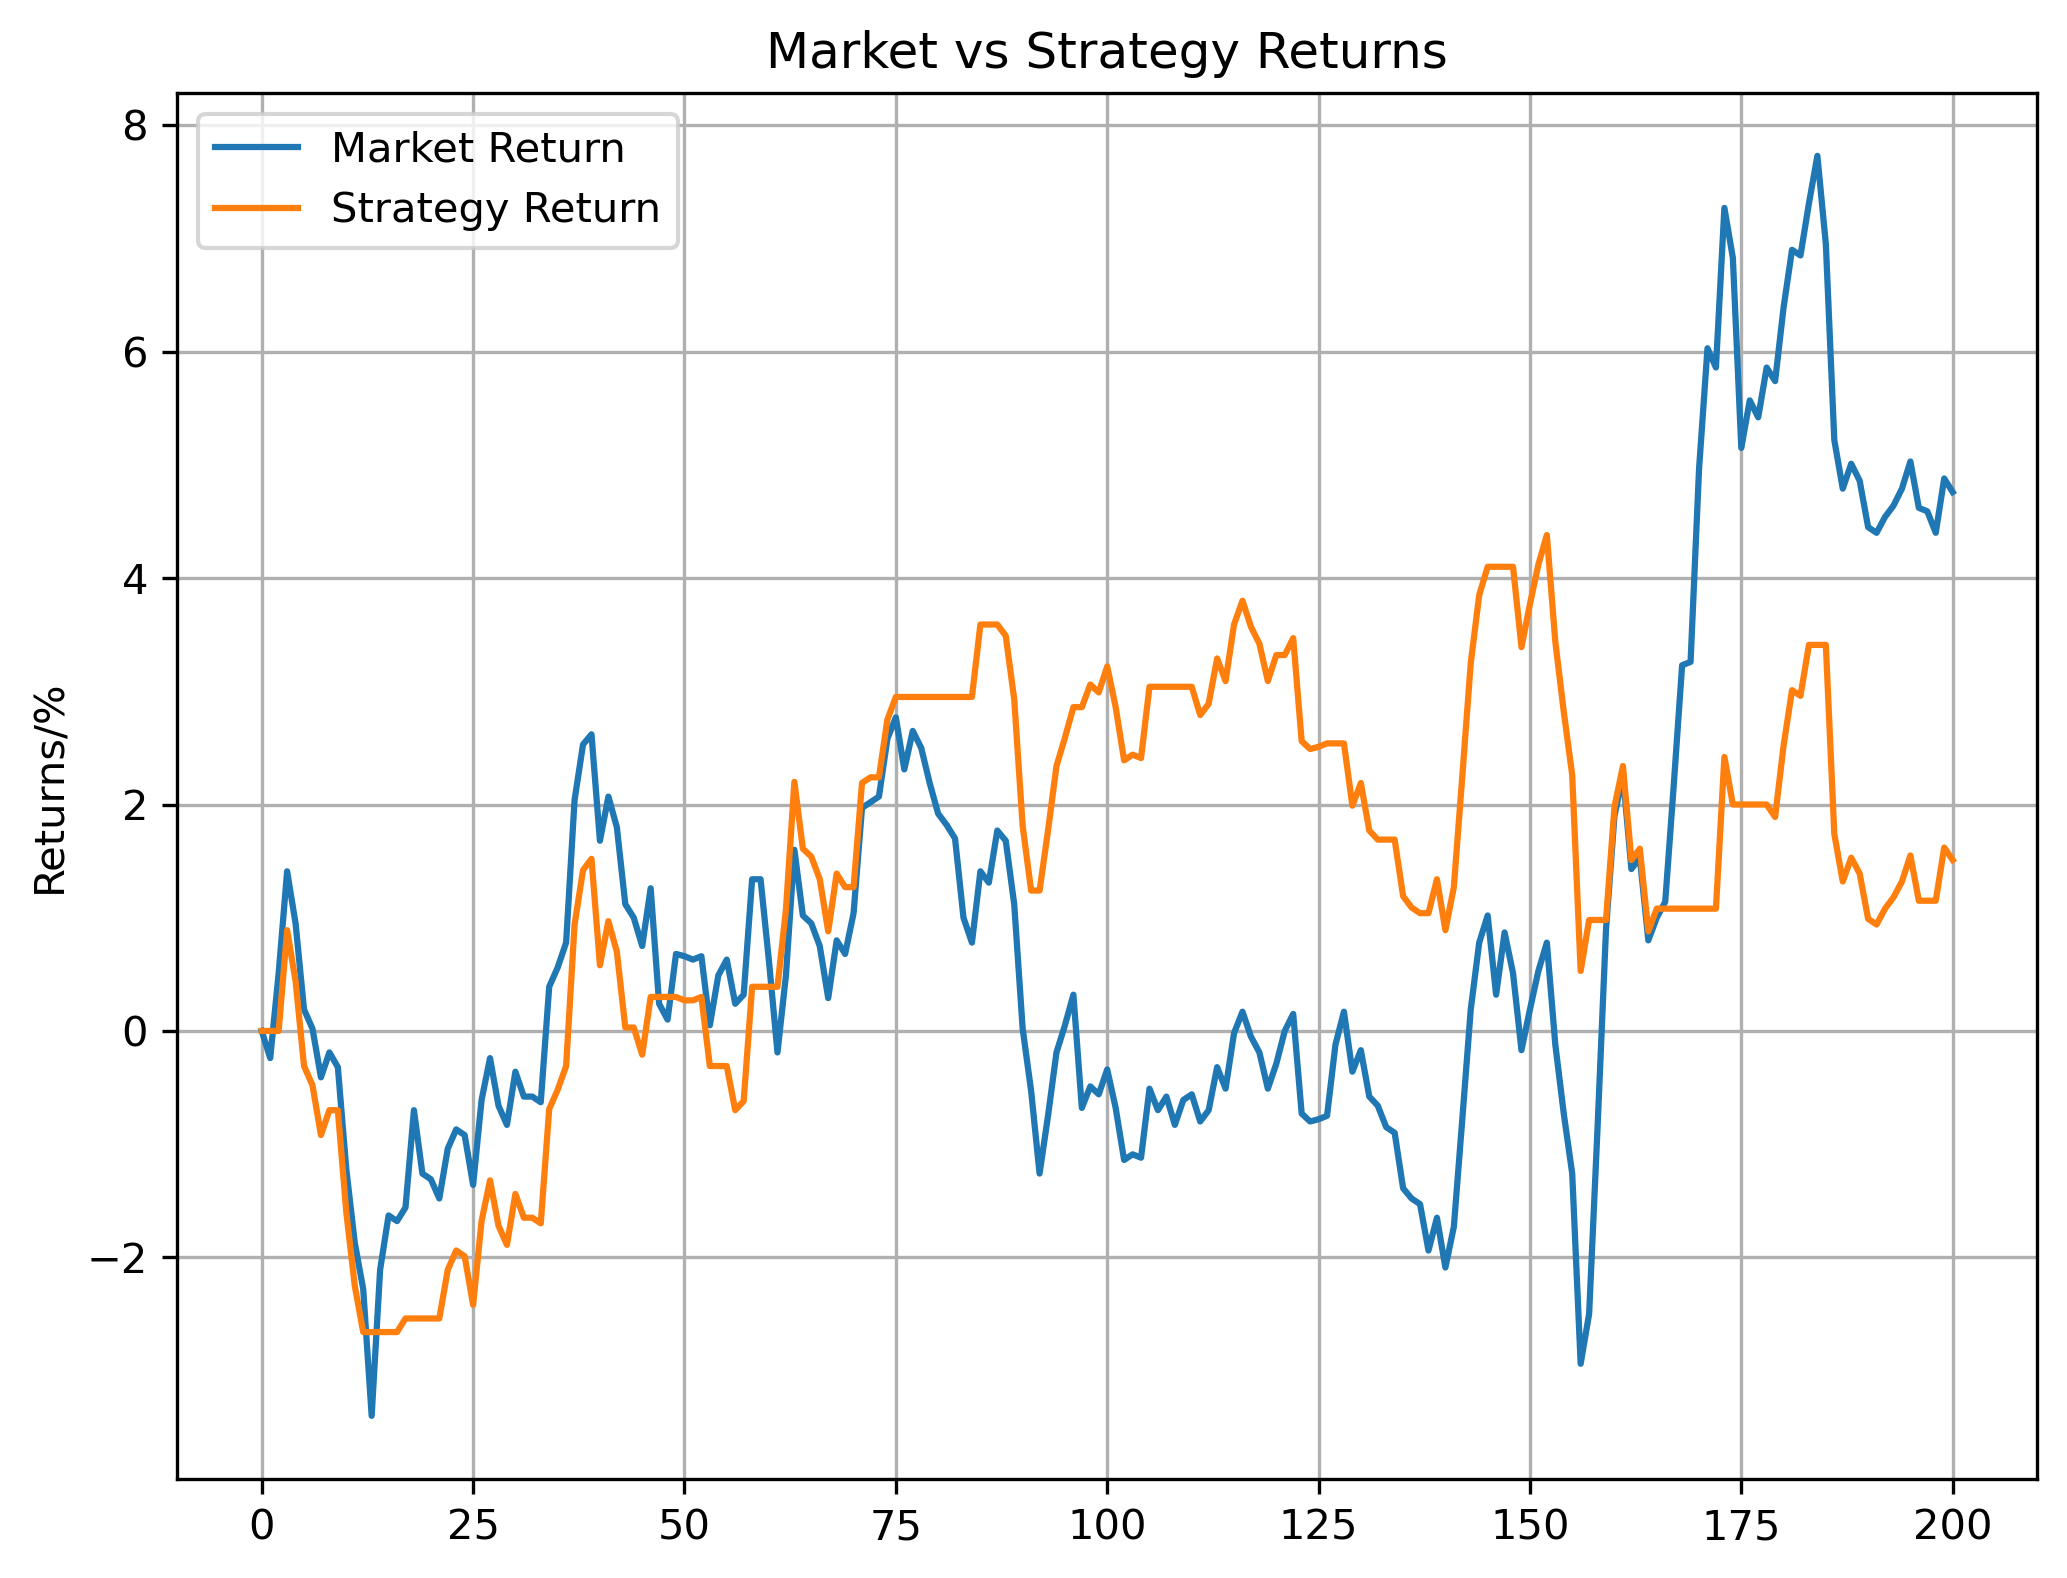 Market vs Strategy Returns
Market Return
Strategy Return
Returns/%
8
6
4
2
0
−2
0 25 50 75 100 125 150 175 200